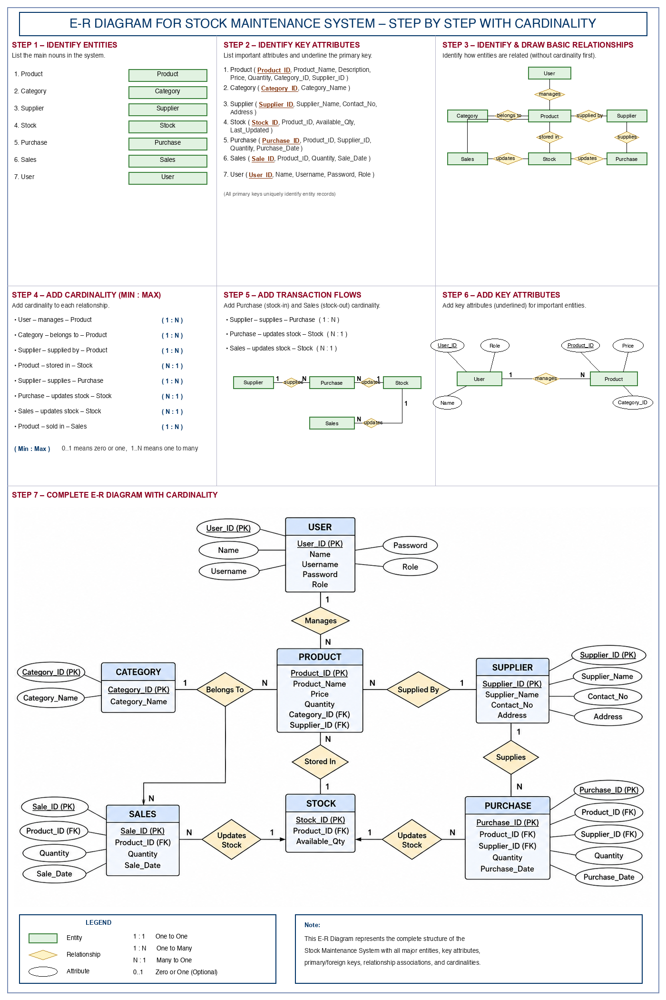 E-R DIAGRAM FOR STOCK MAINTENANCE SYSTEM – STEP BY STEP WITH CARDINALITY
STEP 1 – IDENTIFY ENTITIES
List the main nouns in the system.
1. Product
Product
2. Category
Category
3. Supplier
Supplier
4. Stock
Stock
5. Purchase
Purchase
6. Sales
Sales
7. User
User
STEP 2 – IDENTIFY KEY ATTRIBUTES
List important attributes and underline the primary key.
1. Product ( Product_ID, Product_Name, Description,
Price, Quantity, Category_ID, Supplier_ID )
2. Category ( Category_ID, Category_Name )
3. Supplier ( Supplier_ID, Supplier_Name, Contact_No,
Address )
4. Stock ( Stock_ID, Product_ID, Available_Qty,
Last_Updated )
5. Purchase ( Purchase_ID, Product_ID, Supplier_ID,
Quantity, Purchase_Date )
6. Sales ( Sale_ID, Product_ID, Quantity, Sale_Date )
7. User ( User_ID, Name, Username, Password, Role )
(All primary keys uniquely identify entity records)
STEP 3 – IDENTIFY & DRAW BASIC RELATIONSHIPS
Identify how entities are related (without cardinality first).
User
manages
Category
belongs to
Product
supplied by
Supplier
stored in
supplies
Sales
updates
Stock
updates
Purchase
STEP 4 – ADD CARDINALITY (MIN : MAX)
Add cardinality to each relationship.
• User – manages – Product ( 1 : N )
• Category – belongs to – Product ( 1 : N )
• Supplier – supplied by – Product ( 1 : N )
• Product – stored in – Stock ( N : 1 )
• Supplier – supplies – Purchase ( 1 : N )
• Purchase – updates stock – Stock ( N : 1 )
• Sales – updates stock – Stock ( N : 1 )
• Product – sold in – Sales ( 1 : N )
( Min : Max ) 0..1 means zero or one, 1..N means one to many
STEP 5 – ADD TRANSACTION FLOWS
Add Purchase (stock-in) and Sales (stock-out) cardinality.
• Supplier – supplies – Purchase ( 1 : N )
• Purchase – updates stock – Stock ( N : 1 )
• Sales – updates stock – Stock ( N : 1 )
Supplier
1
supplies
N
Purchase
N
updates
1
Stock
1
Sales
N
updates
STEP 6 – ADD KEY ATTRIBUTES
Add key attributes (underlined) for important entities.
User_ID
Role
Product_ID
Price
User
1
manages
N
Product
Name
Category_ID
STEP 7 – COMPLETE E-R DIAGRAM WITH CARDINALITY
User_ID (PK)
Name
Username
USER
User_ID (PK)
Name
Username
Password
Role
Password
Role
1
Manages
N
Category_ID (PK)
Category_Name
CATEGORY
Category_ID (PK)
Category_Name
1
Belongs To
N
PRODUCT
Product_ID (PK)
Product_Name
Price
Quantity
Category_ID (FK)
Supplier_ID (FK)
N
Supplied By
1
SUPPLIER
Supplier_ID (PK)
Supplier_Name
Contact_No
Address
Supplier_ID (PK)
Supplier_Name
Contact_No
Address
N
Stored In
1
1
Supplies
N
N
Sale_ID (PK)
Product_ID (FK)
Quantity
Sale_Date
SALES
Sale_ID (PK)
Product_ID (FK)
Quantity
Sale_Date
N
Updates
Stock
1
STOCK
Stock_ID (PK)
Product_ID (FK)
Available_Qty
1
Updates
Stock
N
PURCHASE
Purchase_ID (PK)
Product_ID (FK)
Supplier_ID (FK)
Quantity
Purchase_Date
Purchase_ID (PK)
Product_ID (FK)
Supplier_ID (FK)
Quantity
Purchase_Date
LEGEND
Entity
Relationship
Attribute
1 : 1 One to One
1 : N One to Many
N : 1 Many to One
0..1 Zero or One (Optional)
Note:
This E-R Diagram represents the complete structure of the
Stock Maintenance System with all major entities, key attributes,
primary/foreign keys, relationship associations, and cardinalities.